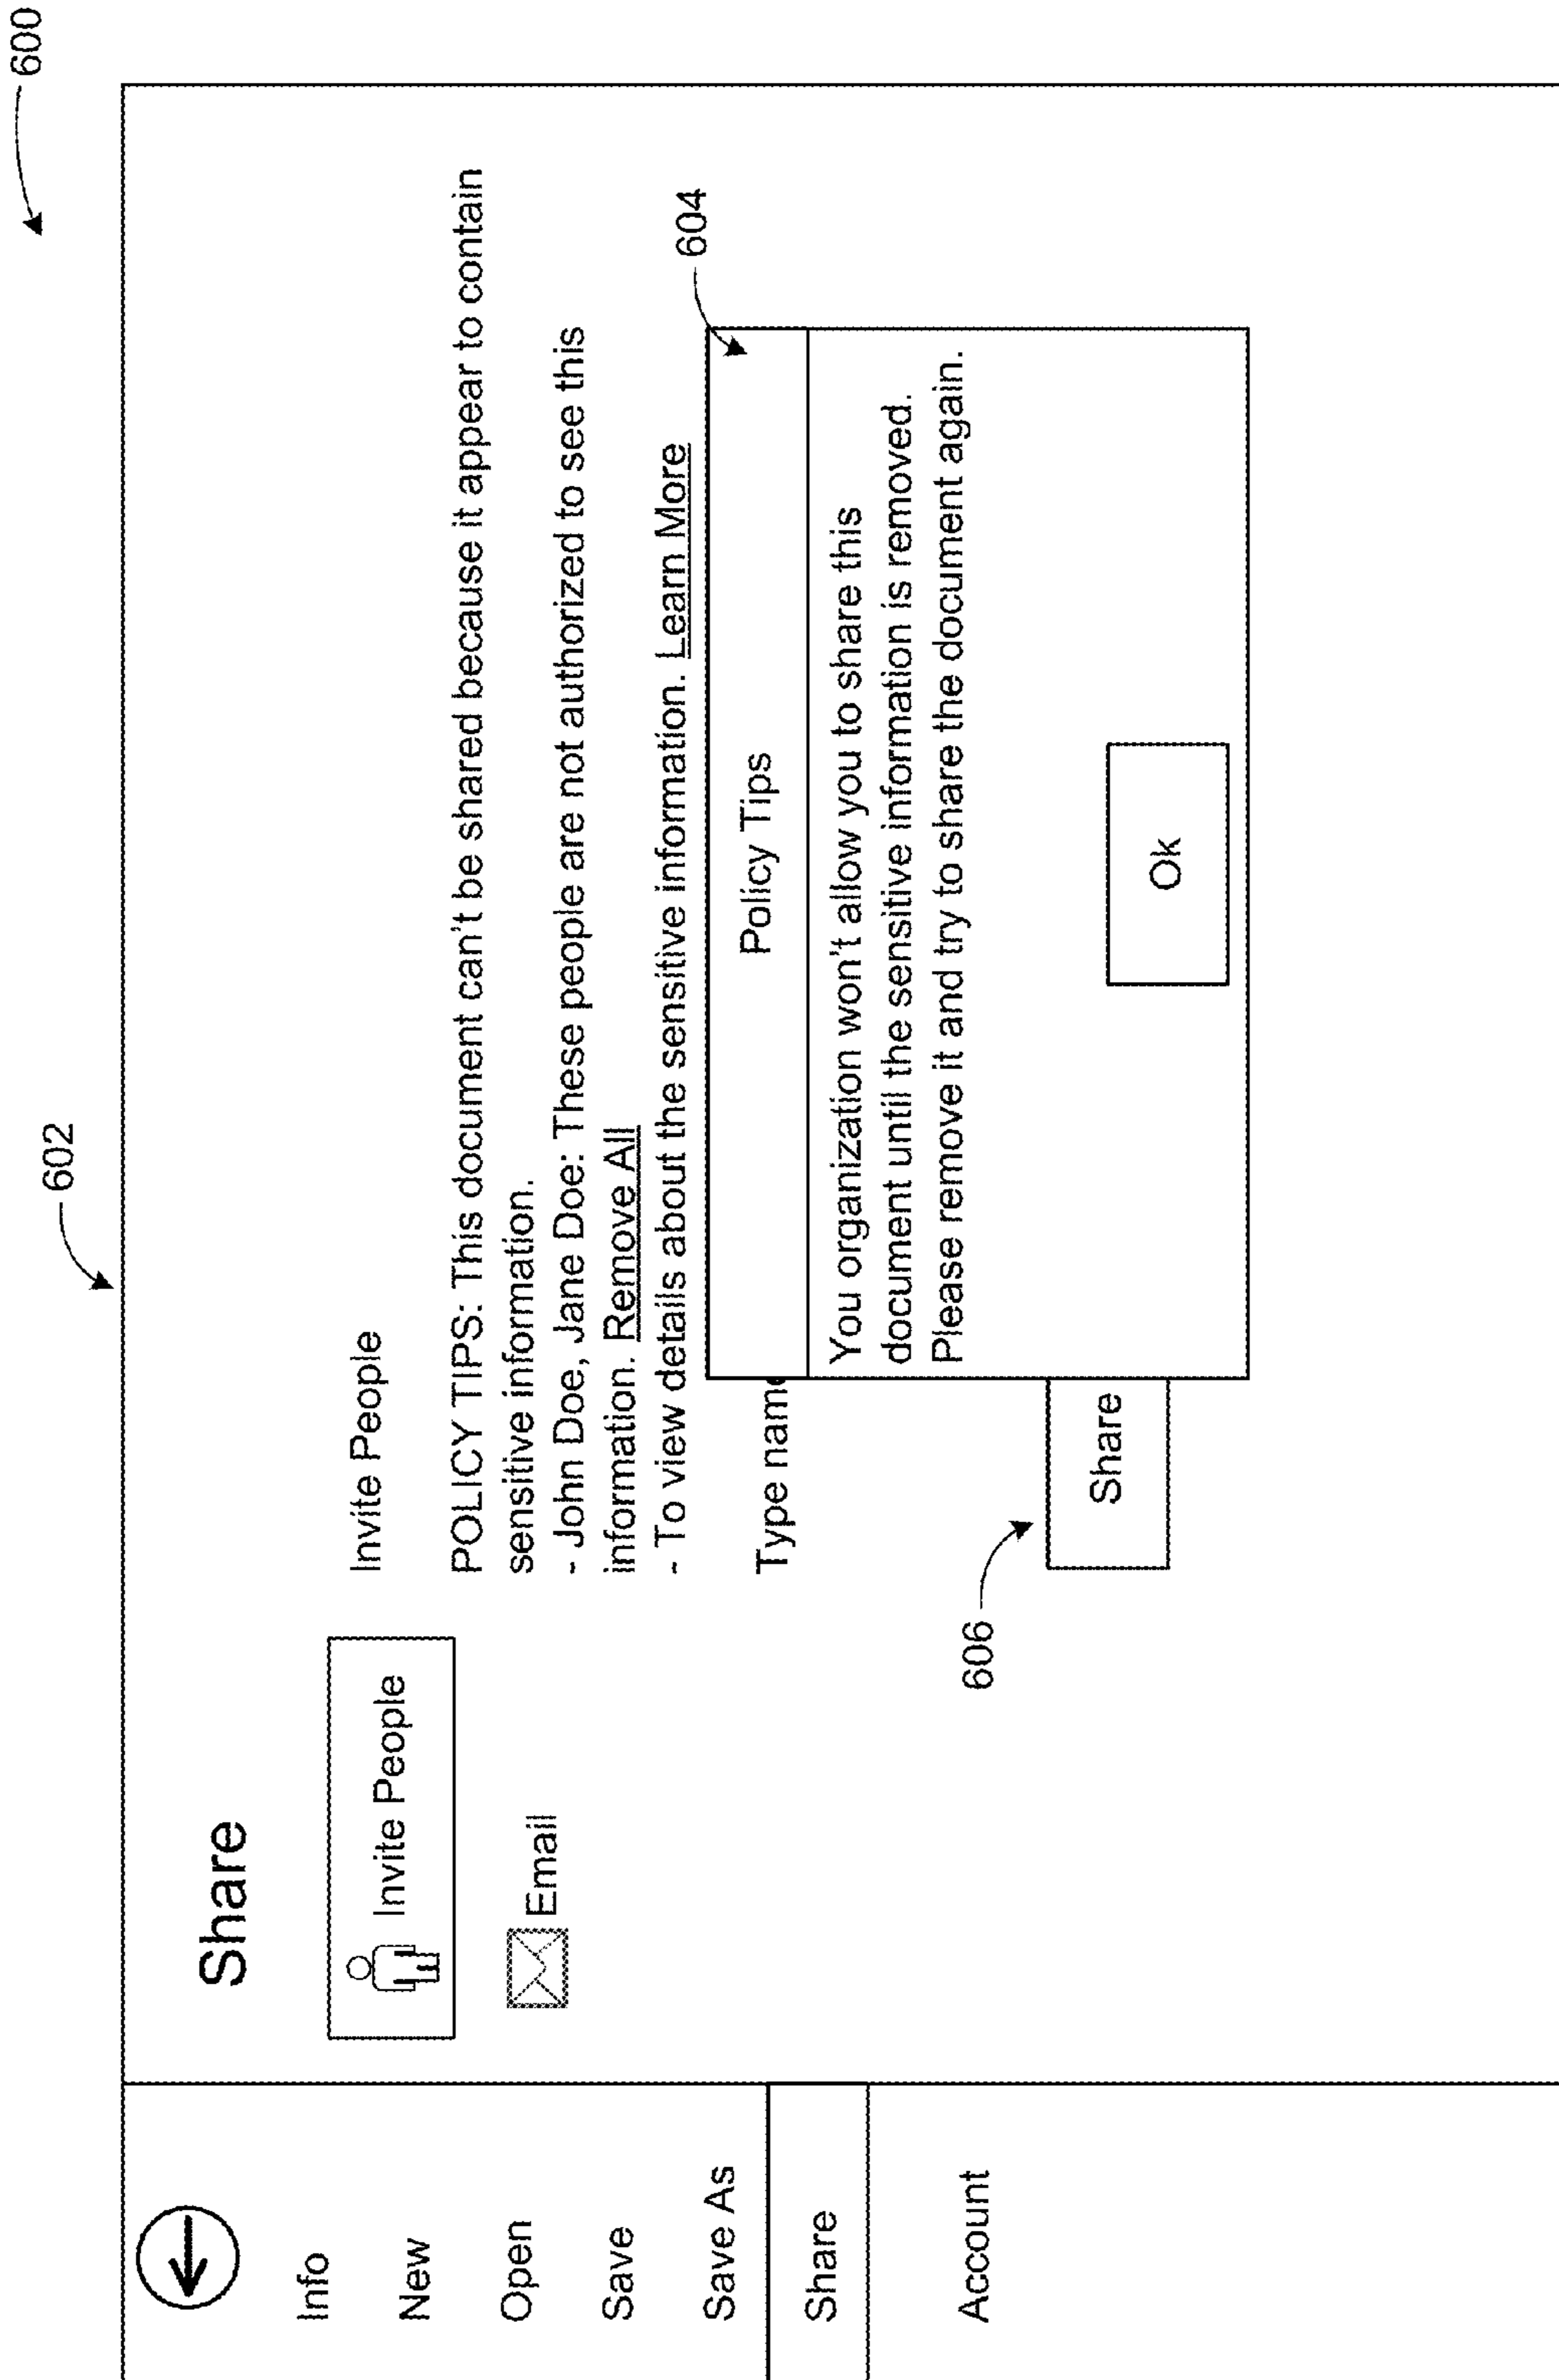 600
602
Info
New
Open
Save
Save As
Share
Account
Share
Invite People
Email
Invite People
POLICY TIPS: This document can't be shared because it appear to contain
sensitive information.
- John Doe, Jane Doe: These people are not authorized to see this
information. Remove All
- To view details about the sensitive information. Learn More
Type name
606
Share
604
Policy Tips
You organization won't allow you to share this
document until the sensitive information is removed.
Please remove it and try to share the document again.
Ok